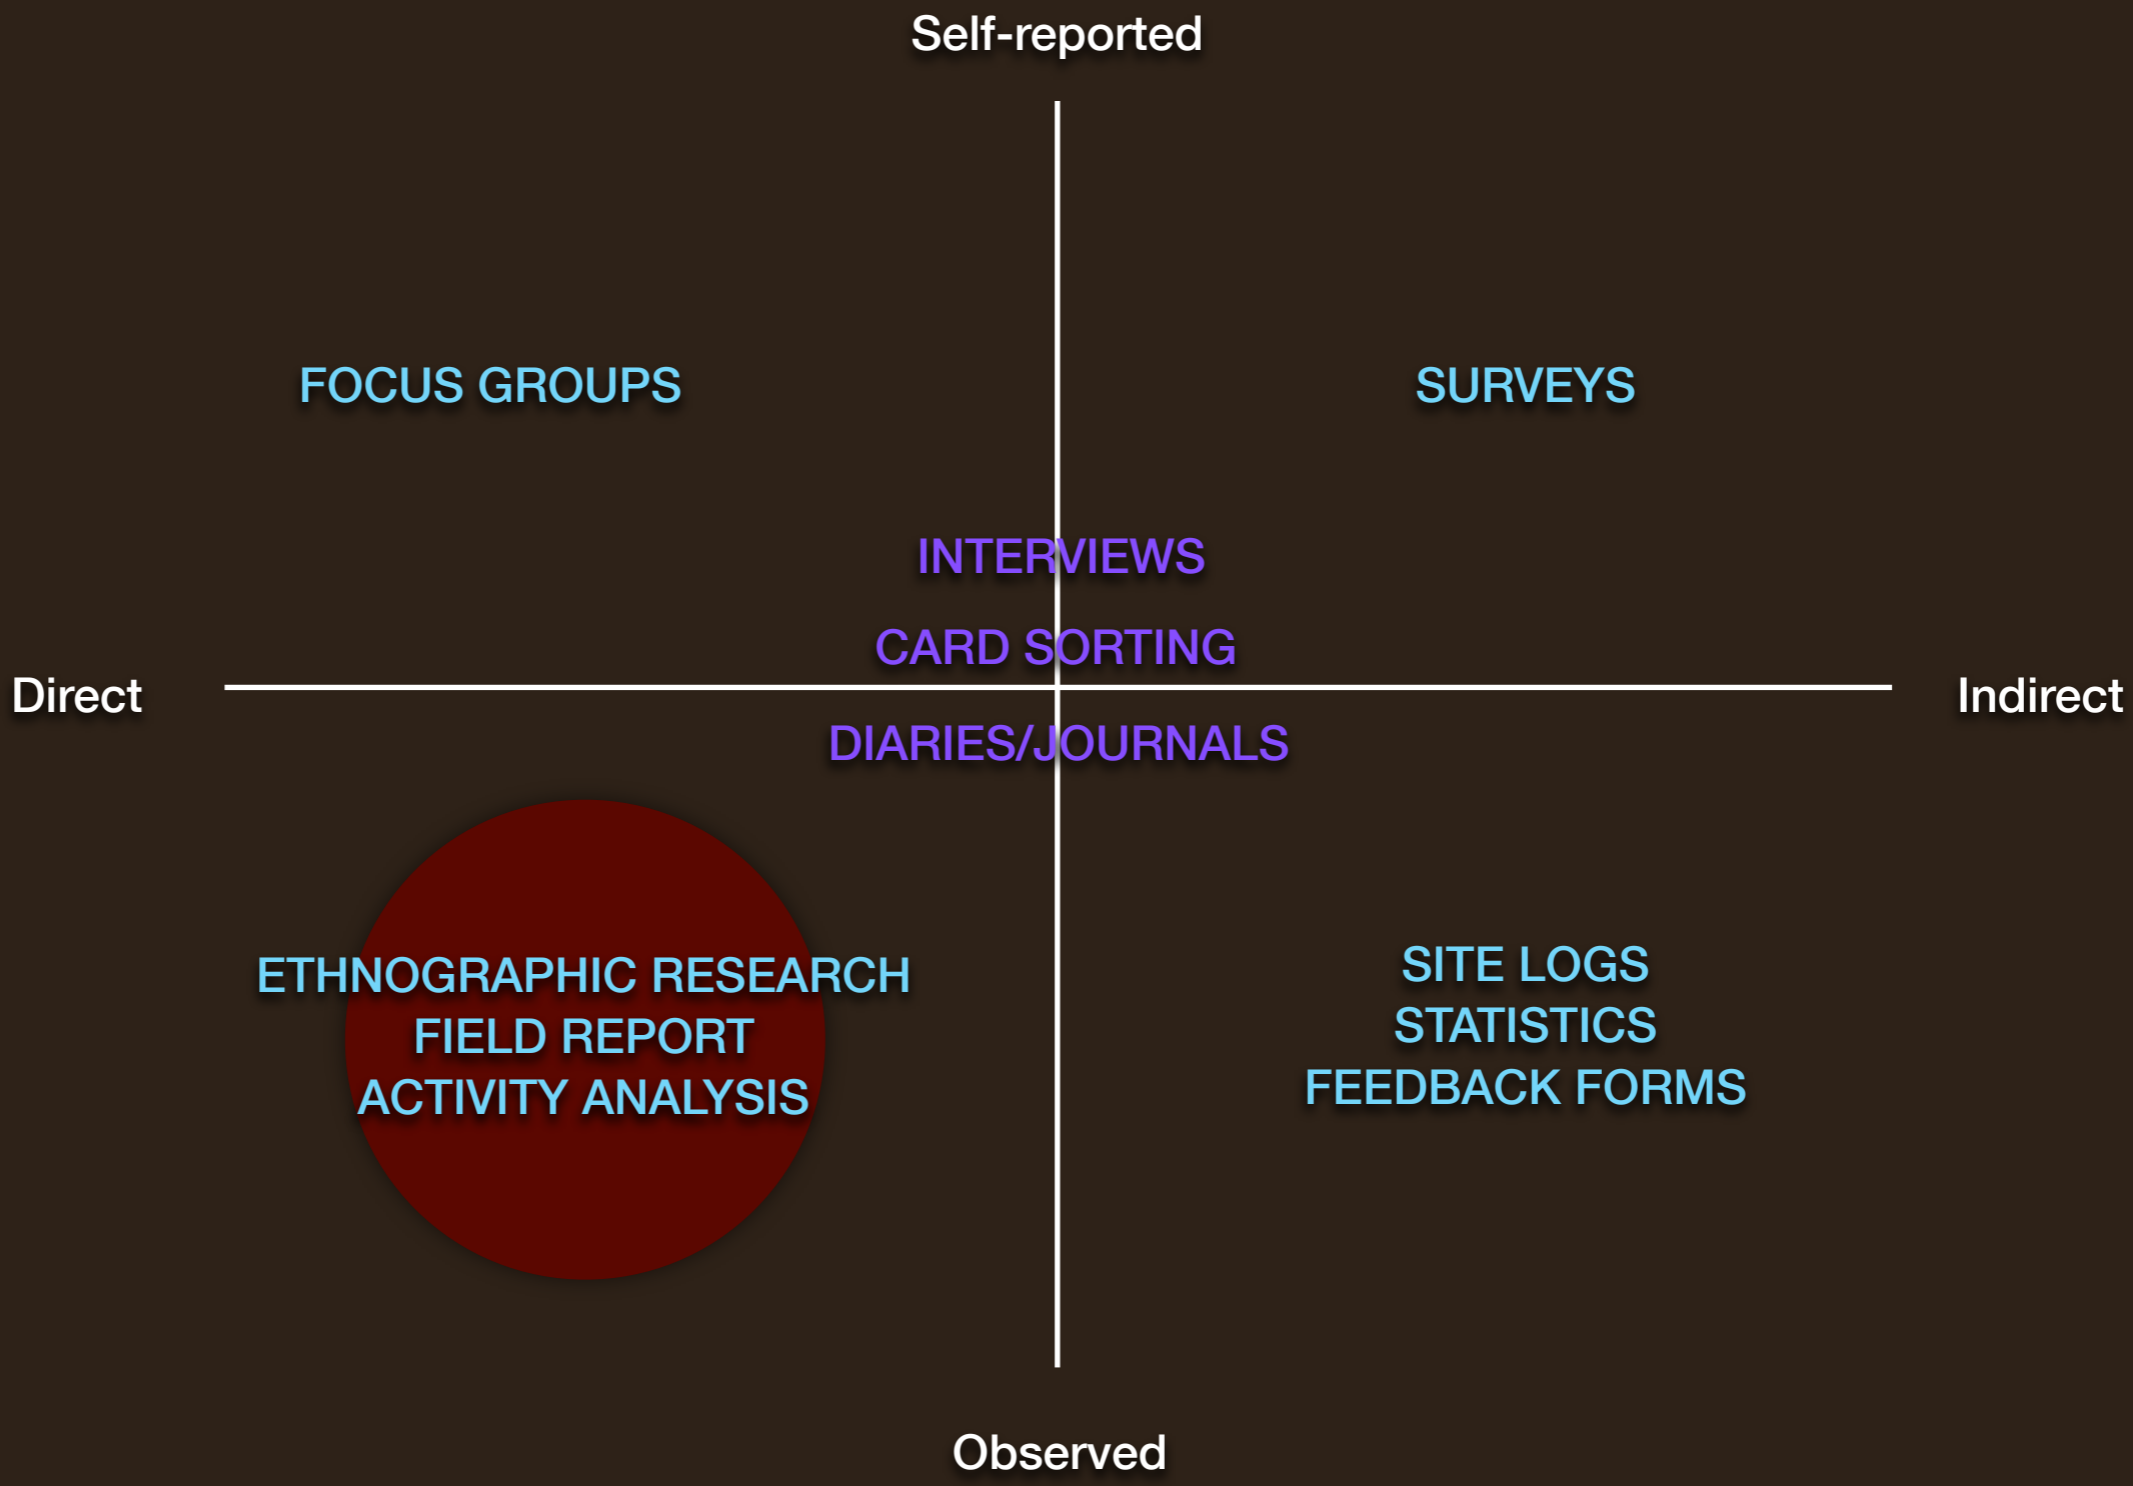 Self-reported
FOCUS GROUPS
SURVEYS
INTERVIEWS
CARD SORTING
Direct
Indirect
DIARIES/JOURNALS
ETHNOGRAPHIC RESEARCH
FIELD REPORT
ACTIVITY ANALYSIS
SITE LOGS
STATISTICS
FEEDBACK FORMS
Observed